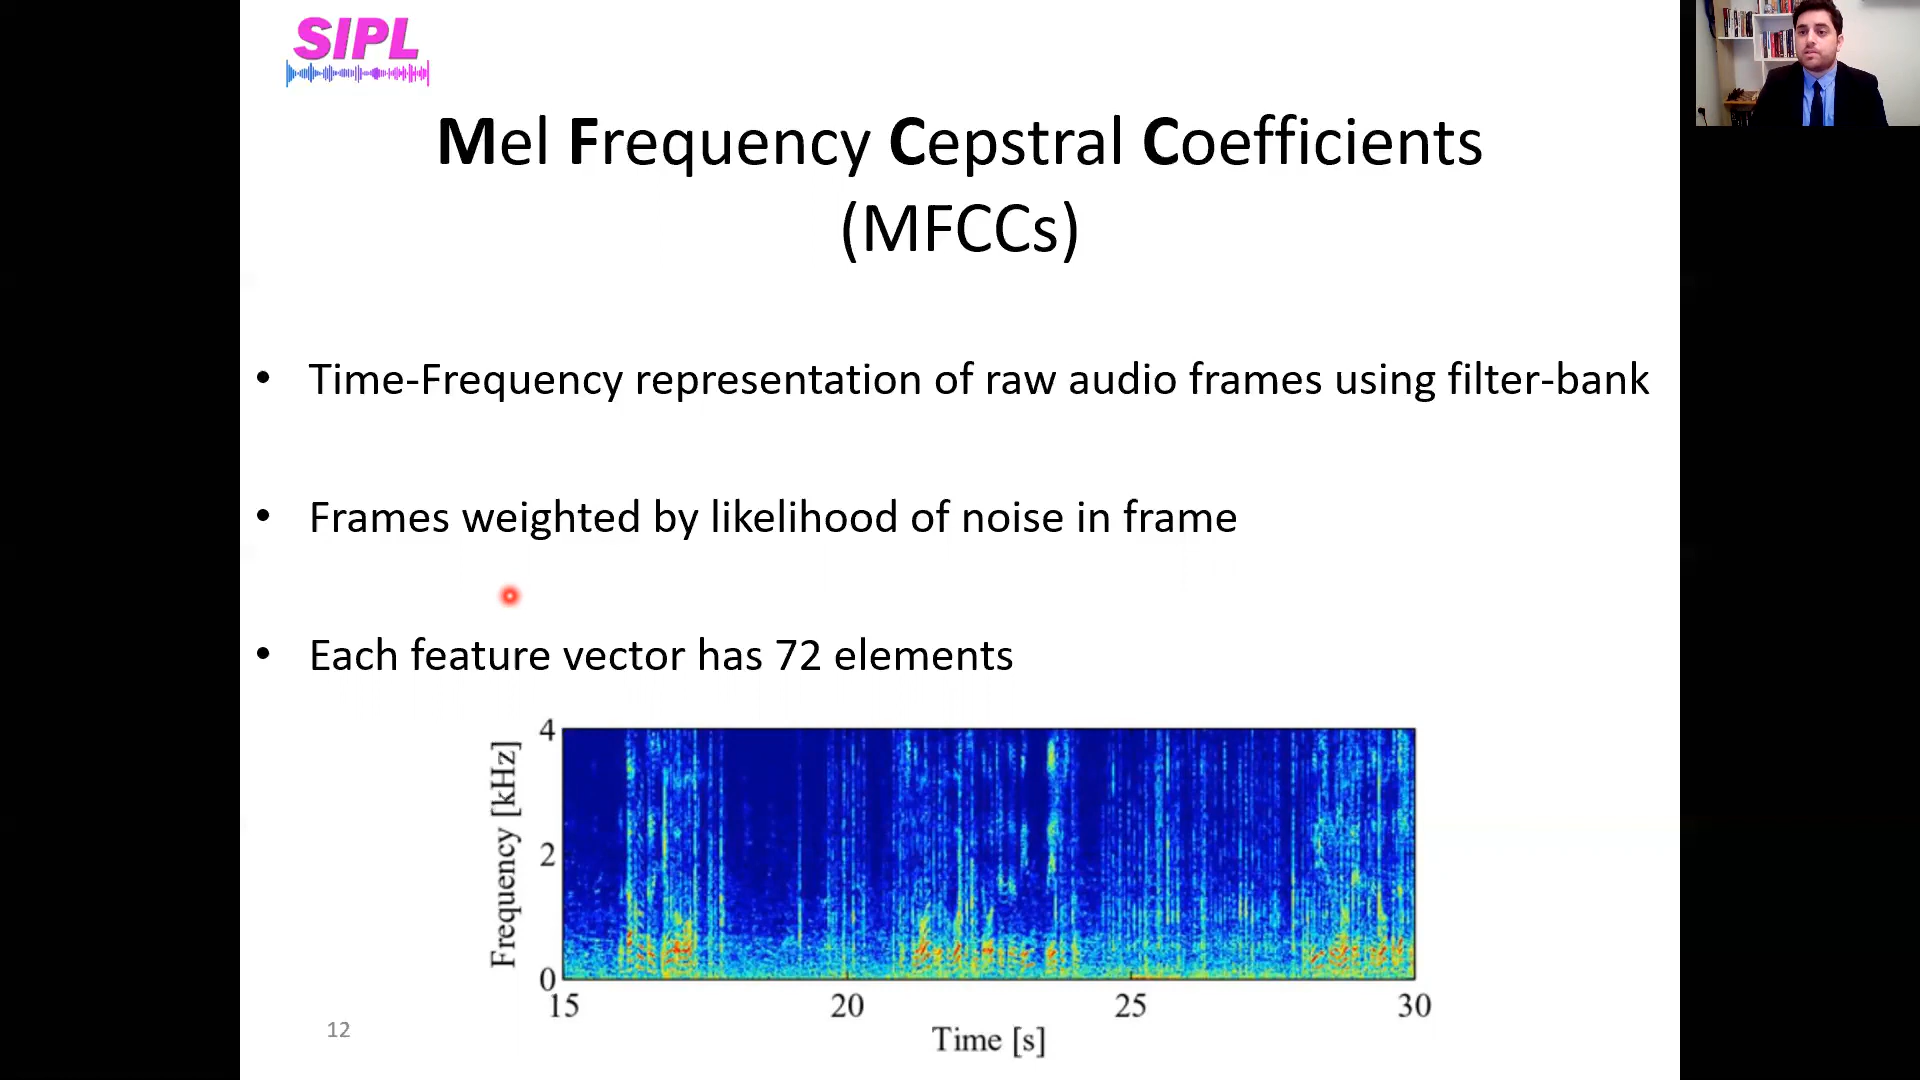 SIPL
Mel Frequency Cepstral Coefficients
(MFCCs)
• Time-Frequency representation of raw audio frames using filter-bank
• Frames weighted by likelihood of noise in frame
• Each feature vector has 72 elements
Frequency [kHz]
4
2
0
15 20 25 30
Time [s]
12